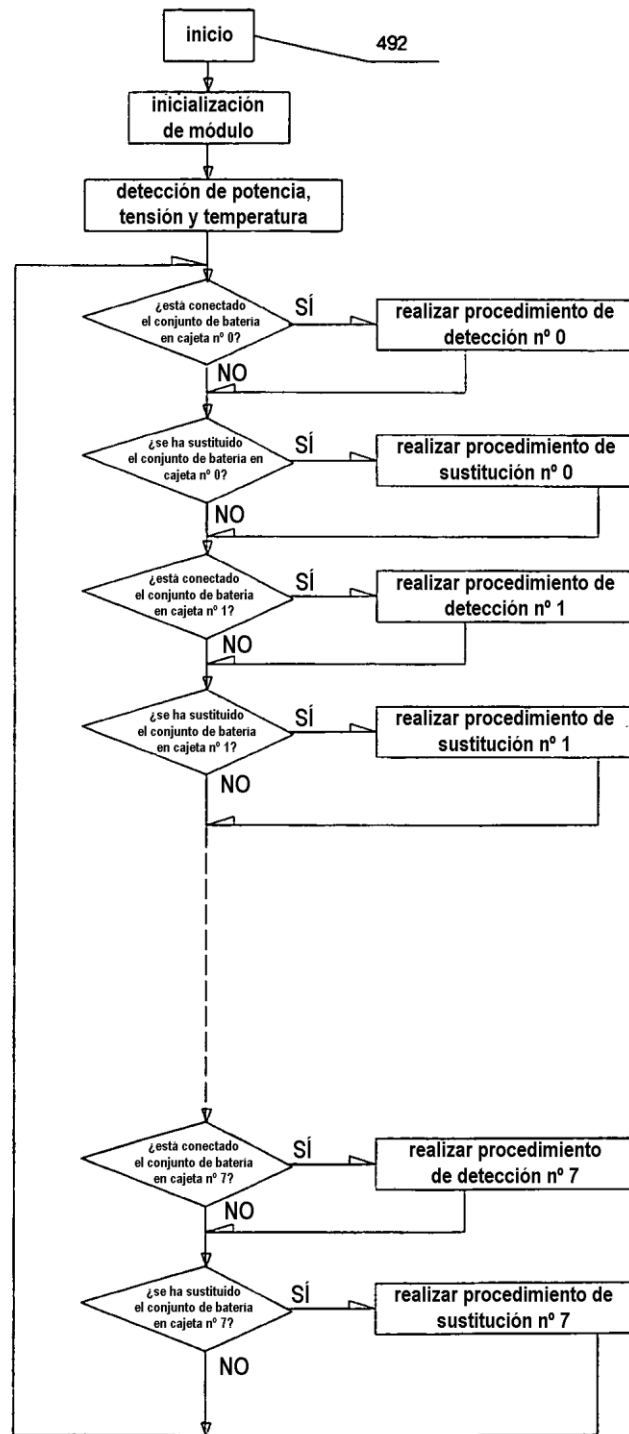 inicio
492
inicialización
de módulo
detección de potencia,
tensión y temperatura
¿está conectado
el conjunto de batería
en cajeta nº 0?
SÍ
realizar procedimiento de
detección nº 0
NO
¿se ha sustituido
el conjunto de batería en
cajeta nº 0?
SÍ
realizar procedimiento de
sustitución nº 0
NO
¿está conectado
el conjunto de batería
en cajeta nº 1?
SÍ
realizar procedimiento de
detección nº 1
NO
¿se ha sustituido
el conjunto de batería
en cajeta nº 1?
SÍ
realizar procedimiento de
sustitución nº 1
NO
¿está conectado
el conjunto de batería
en cajeta nº 7?
SÍ
realizar procedimiento
de detección nº 7
NO
¿se ha sustituido
el conjunto de batería
en cajeta nº 7?
SÍ
realizar procedimiento de
sustitución nº 7
NO